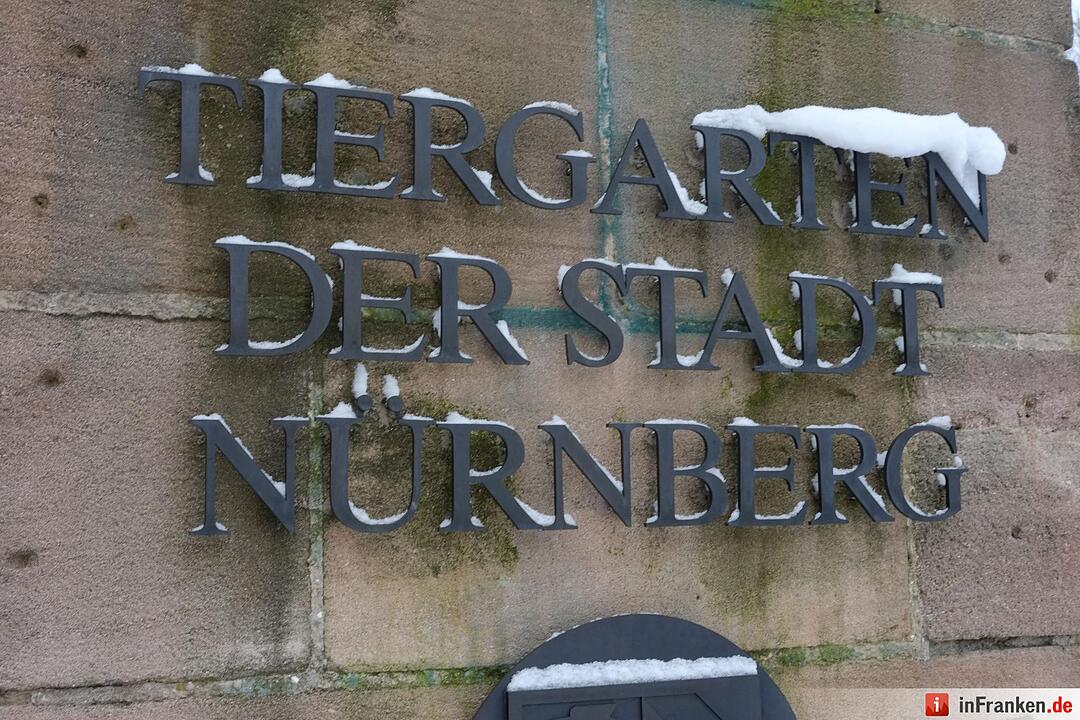 TIERGARTEN
DER STADT
NÜRNBERG
i inFranken.de